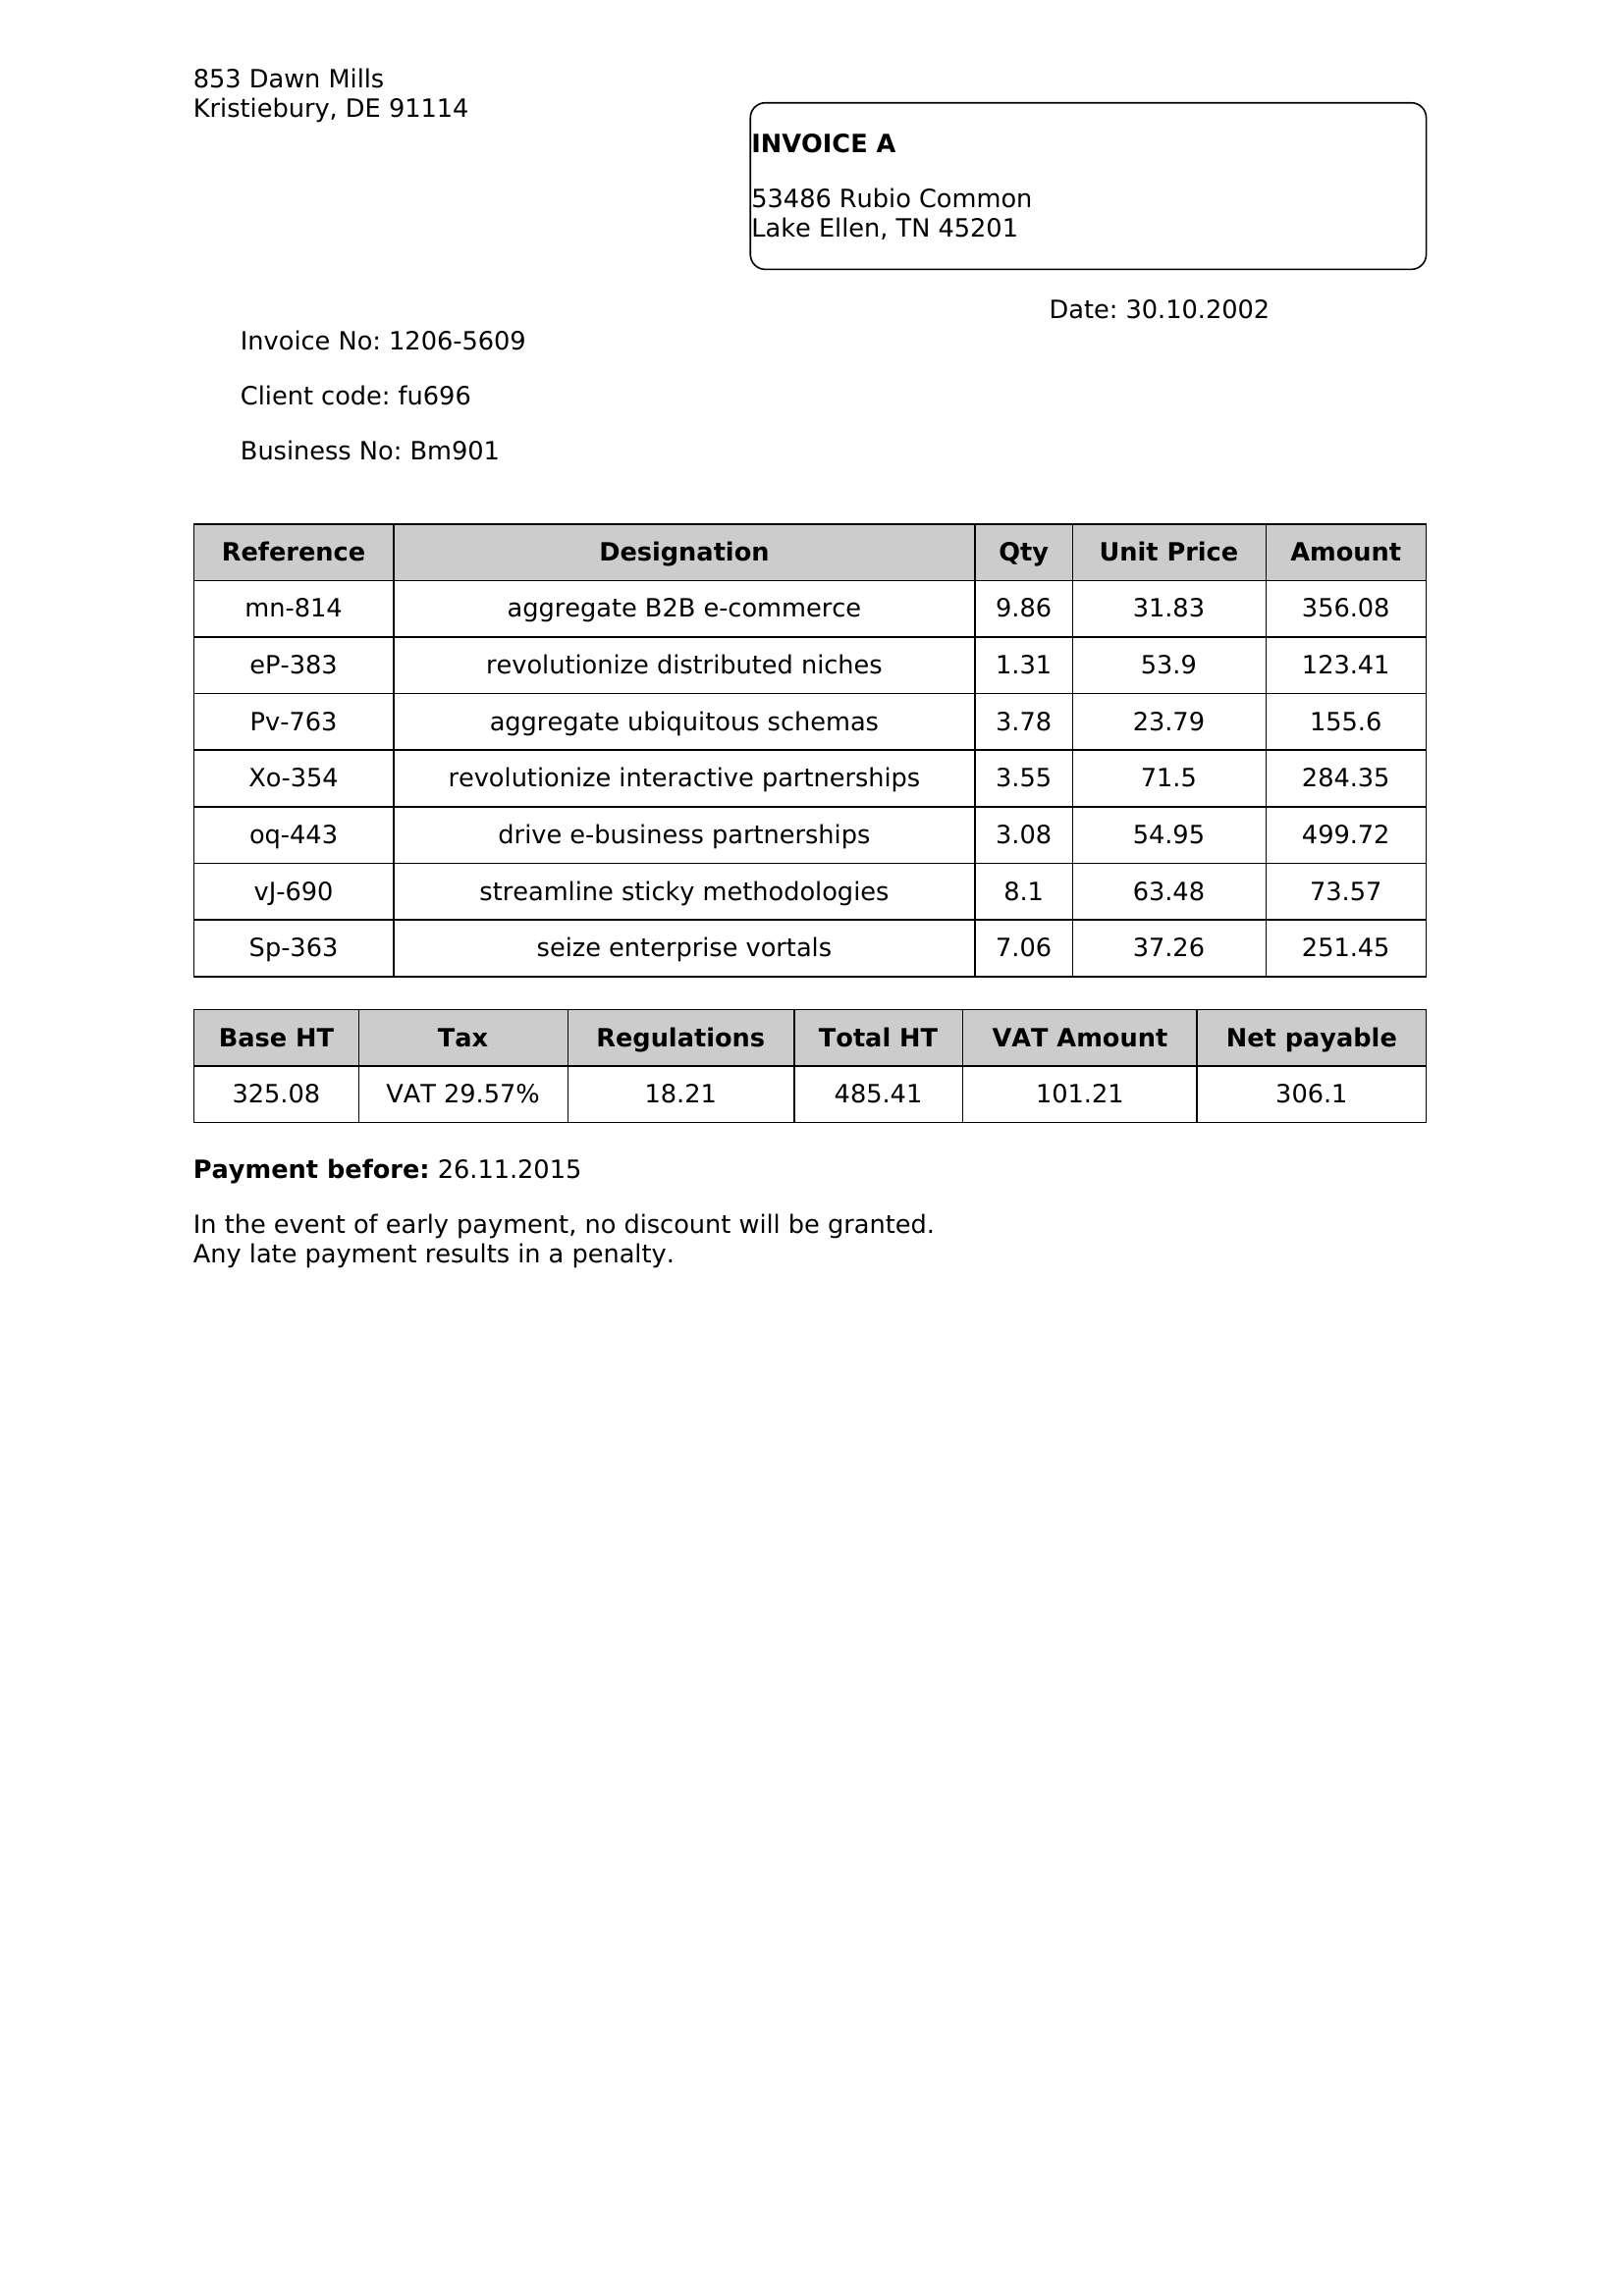 853 Dawn Mills
Kristiebury, DE 91114
INVOICE A
53486 Rubio Common
Lake Ellen, TN 45201
Date: 30.10.2002
Invoice No: 1206-5609
Client code: fu696
Business No: Bm901
Reference Designation Qty Unit Price Amount
mn-814 aggregate B2B e-commerce 9.86 31.83 356.08
eP-383 revolutionize distributed niches 1.31 53.9 123.41
Pv-763 aggregate ubiquitous schemas 3.78 23.79 155.6
Xo-354 revolutionize interactive partnerships 3.55 71.5 284.35
oq-443 drive e-business partnerships 3.08 54.95 499.72
vJ-690 streamline sticky methodologies 8.1 63.48 73.57
Sp-363 seize enterprise vortals 7.06 37.26 251.45
Base HT Tax Regulations Total HT VAT Amount Net payable
325.08 VAT 29.57% 18.21 485.41 101.21 306.1
Payment before: 26.11.2015
In the event of early payment, no discount will be granted.
Any late payment results in a penalty.